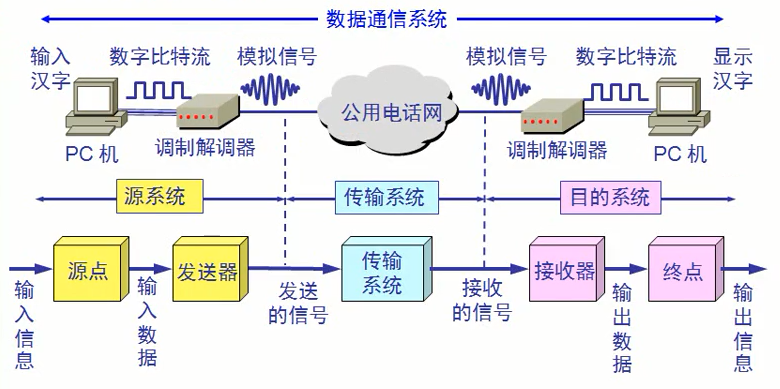 数据通信系统
输入
汉字
数字比特流
模拟信号
模拟信号
数字比特流
显示
汉字
公用电话网
PC 机
调制解调器
调制解调器
PC 机
源系统
传输系统
目的系统
源点
发送器
传输
系统
接收器
终点
输入信息
输入数据
发送
的信号
接收
的信号
输出数据
输出信息